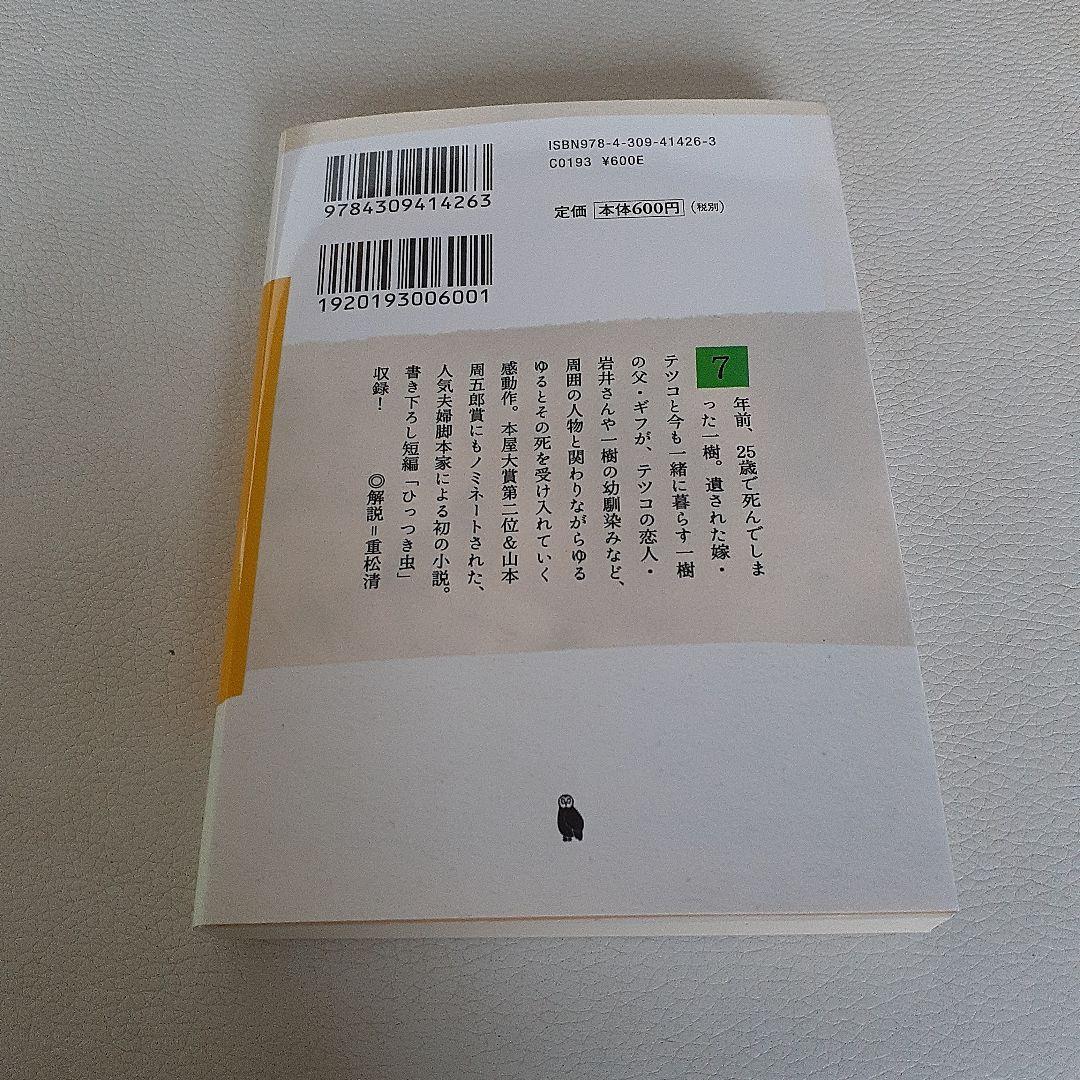 ISBN978-4-309-41426-3
C0193 ¥600E
定価 本体600円 (税別)
9784309414263
1920193006001
7年前、25歳で死んでしま
った一樹。遺された嫁・
テツコと今も一緒に暮らす一樹
の父・ギフが、テツコの恋人・
岩井さんや一樹の幼馴染みなど、
周囲の人物と関わりながらゆる
ゆるとその死を受け入れていく
感動作。本屋大賞第二位&山本
周五郎賞にもノミネートされた、
人気夫婦脚本家による初の小説。
書き下ろし短編「ひっつき虫」
収録! ◎解説=重松清